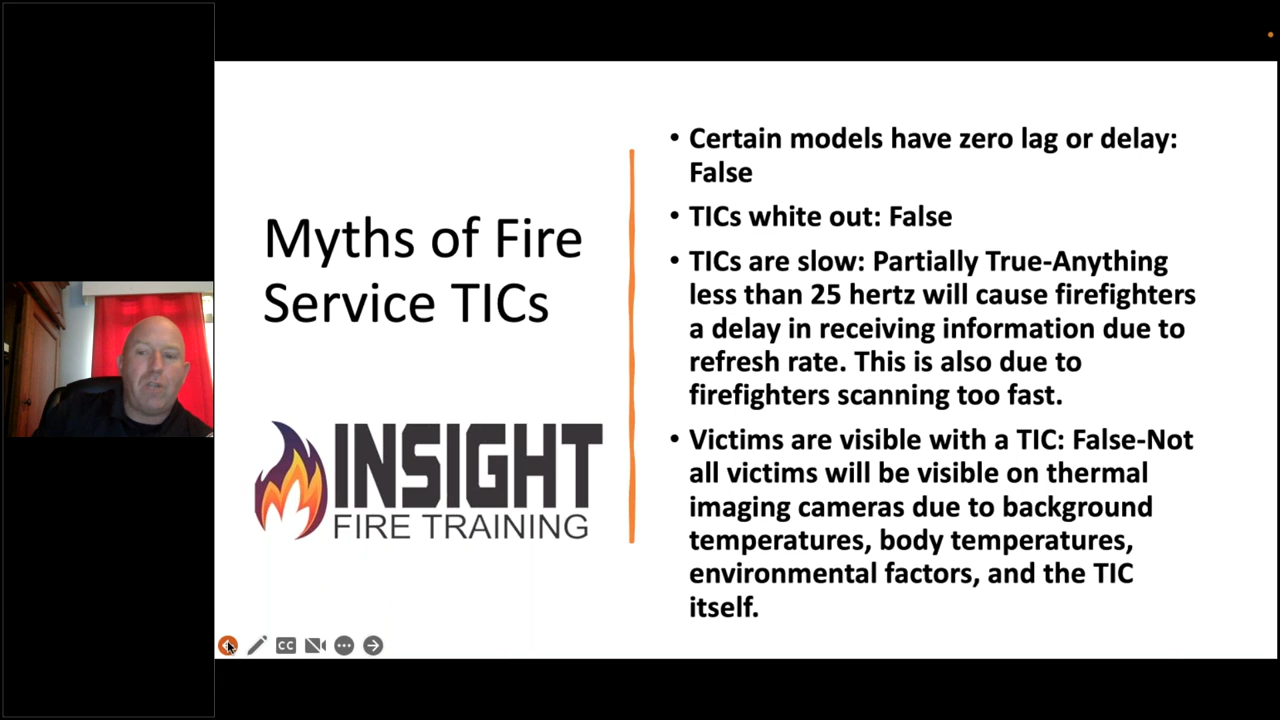 Myths of Fire
Service TICs
INSIGHT
FIRE TRAINING
• Certain models have zero lag or delay:
False
• TICs white out: False
• TICs are slow: Partially True-Anything
less than 25 hertz will cause firefighters
a delay in receiving information due to
refresh rate. This is also due to
firefighters scanning too fast.
• Victims are visible with a TIC: False-Not
all victims will be visible on thermal
imaging cameras due to background
temperatures, body temperatures,
environmental factors, and the TIC
itself.
CC